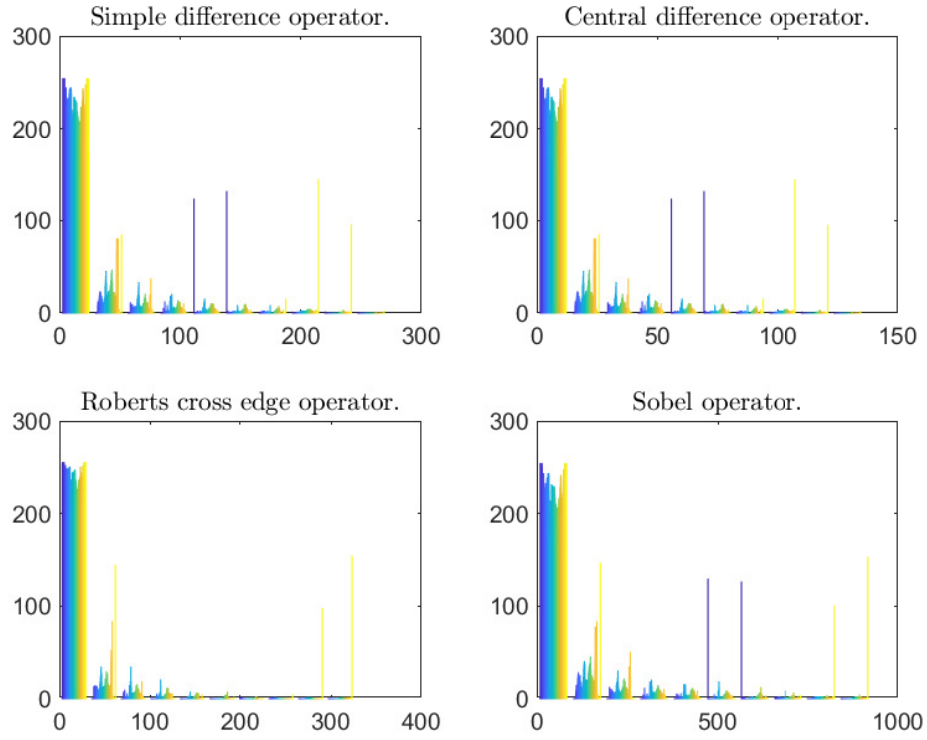 Simple difference operator.
300
200
100
0
0 100 200 300
Central difference operator.
300
200
100
0
0 50 100 150
Roberts cross edge operator.
300
200
100
0
0 100 200 300 400
Sobel operator.
300
200
100
0
0 500 1000